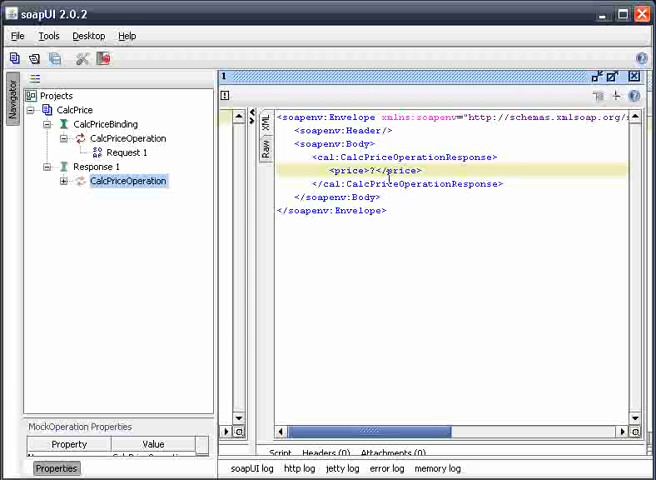 soapUI 2.0.2
File Tools Desktop Help
Navigator
Projects
CalcPrice
CalcPriceBinding
CalcPriceOperation
Request 1
Response 1
CalcPriceOperation
MockOperation Properties
Property Value
Properties
1
XML
Raw
<soapenv:Envelope xmlns:soapenv="http://schemas.xmlsoap.org/s
<soapenv:Header/>
<soapenv:Body>
<cal:CalcPriceOperationResponse>
<price>?</price>
</cal:CalcPriceOperationResponse>
</soapenv:Body>
</soapenv:Envelope>
Script Headers (0) Attachments (0)
soapUI log http log jetty log error log memory log